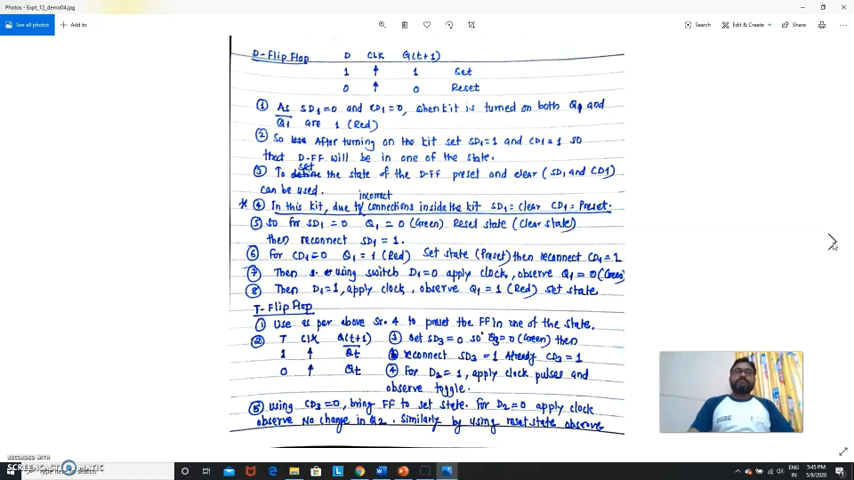 Photos - Expt_12_demo04.jpg
See all photos + Add to
Search Edit & Create Share
D-Flip Flop D CLK Q(t+1)
1 ↑ 1 Set
0 ↑ 0 Reset
① As SD1=0 and CD1=0, when kit is turned on both Q1 and
Q̅1 are 1 (Red)
② So After turning on the kit set SD1=1 and CD1=1 so
that D-FF will be in one of the state.
③ To set the state of the D-FF preset and clear (SD1 and CD1)
can be used.
④ In this kit, due to incorrect connections inside the kit SD1=clear CD1=Preset.
⑤ So for SD1=0 Q1=0 (Green) Reset state (Clear state)
then reconnect SD1=1.
⑥ For CD1=0 Q1=1 (Red) Set state (Preset) then reconnect CD1=1
⑦ Then using switch D1=0 apply clock, observe Q1=0 (Green)
⑧ Then D1=1, apply clock, observe Q1=1 (Red) set state.
T-Flip Flop
① Use as per above Sr. 4 to preset the FF in one of the state.
② T CLK Q(t+1)
1 ↑ Q̅t
0 ↑ Qt
③ Set SD3=0 so Q3=0 (Green) then
reconnect SD3=1 Already CD3=1
④ For D2=1, apply clock pulses and
observe toggle.
⑤ Using CD3=0, bring FF to set state. For D2=0 apply clock
observe No change in Q2. Similarly by using reset state observe
RECORDED WITH
SCREENCAST MATIC
ENG
IN
5:45 PM
5/8/2020